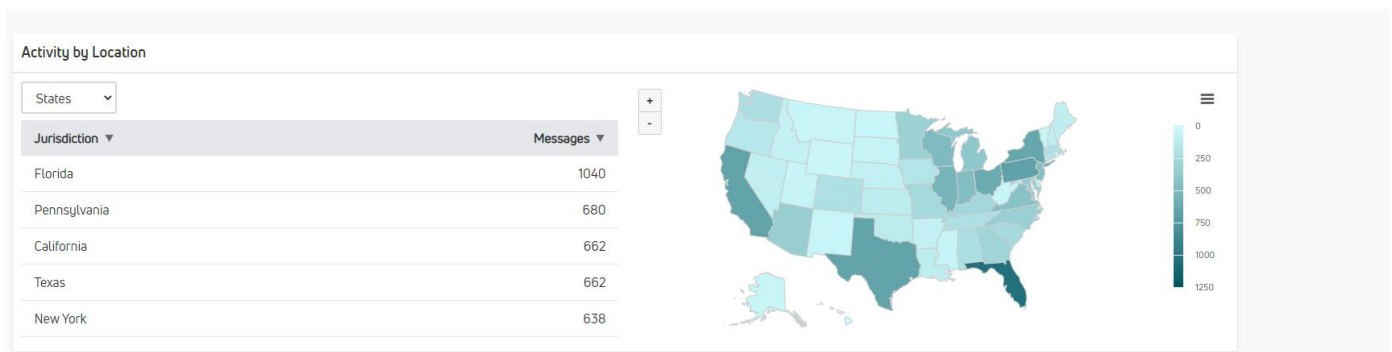 Activity by Location
States
Jurisdiction ▼ Messages ▼
Florida 1040
Pennsylvania 680
California 662
Texas 662
New York 638
+
-
0
250
500
750
1000
1250